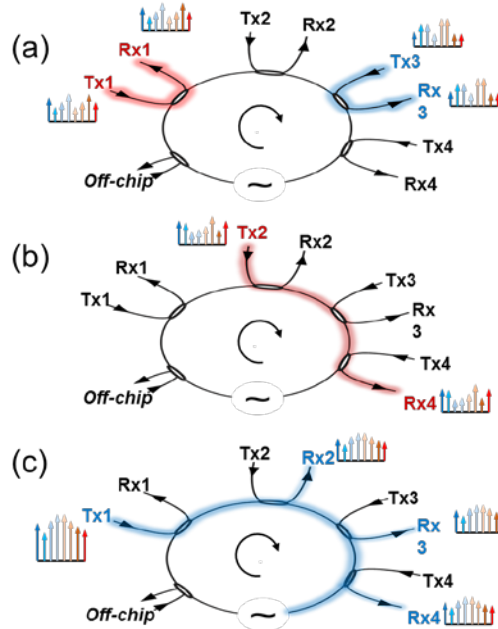 (a)
Rx1
Tx1
Tx2
Rx2
Tx3
Rx
3
Tx4
Rx4
Off-chip
~
(b)
Tx2
Rx2
Rx1
Tx1
Tx3
Rx
3
Tx4
Rx4
Off-chip
~
(c)
Tx2
Rx2
Rx1
Tx1
Tx3
Rx
3
Tx4
Rx4
Off-chip
~